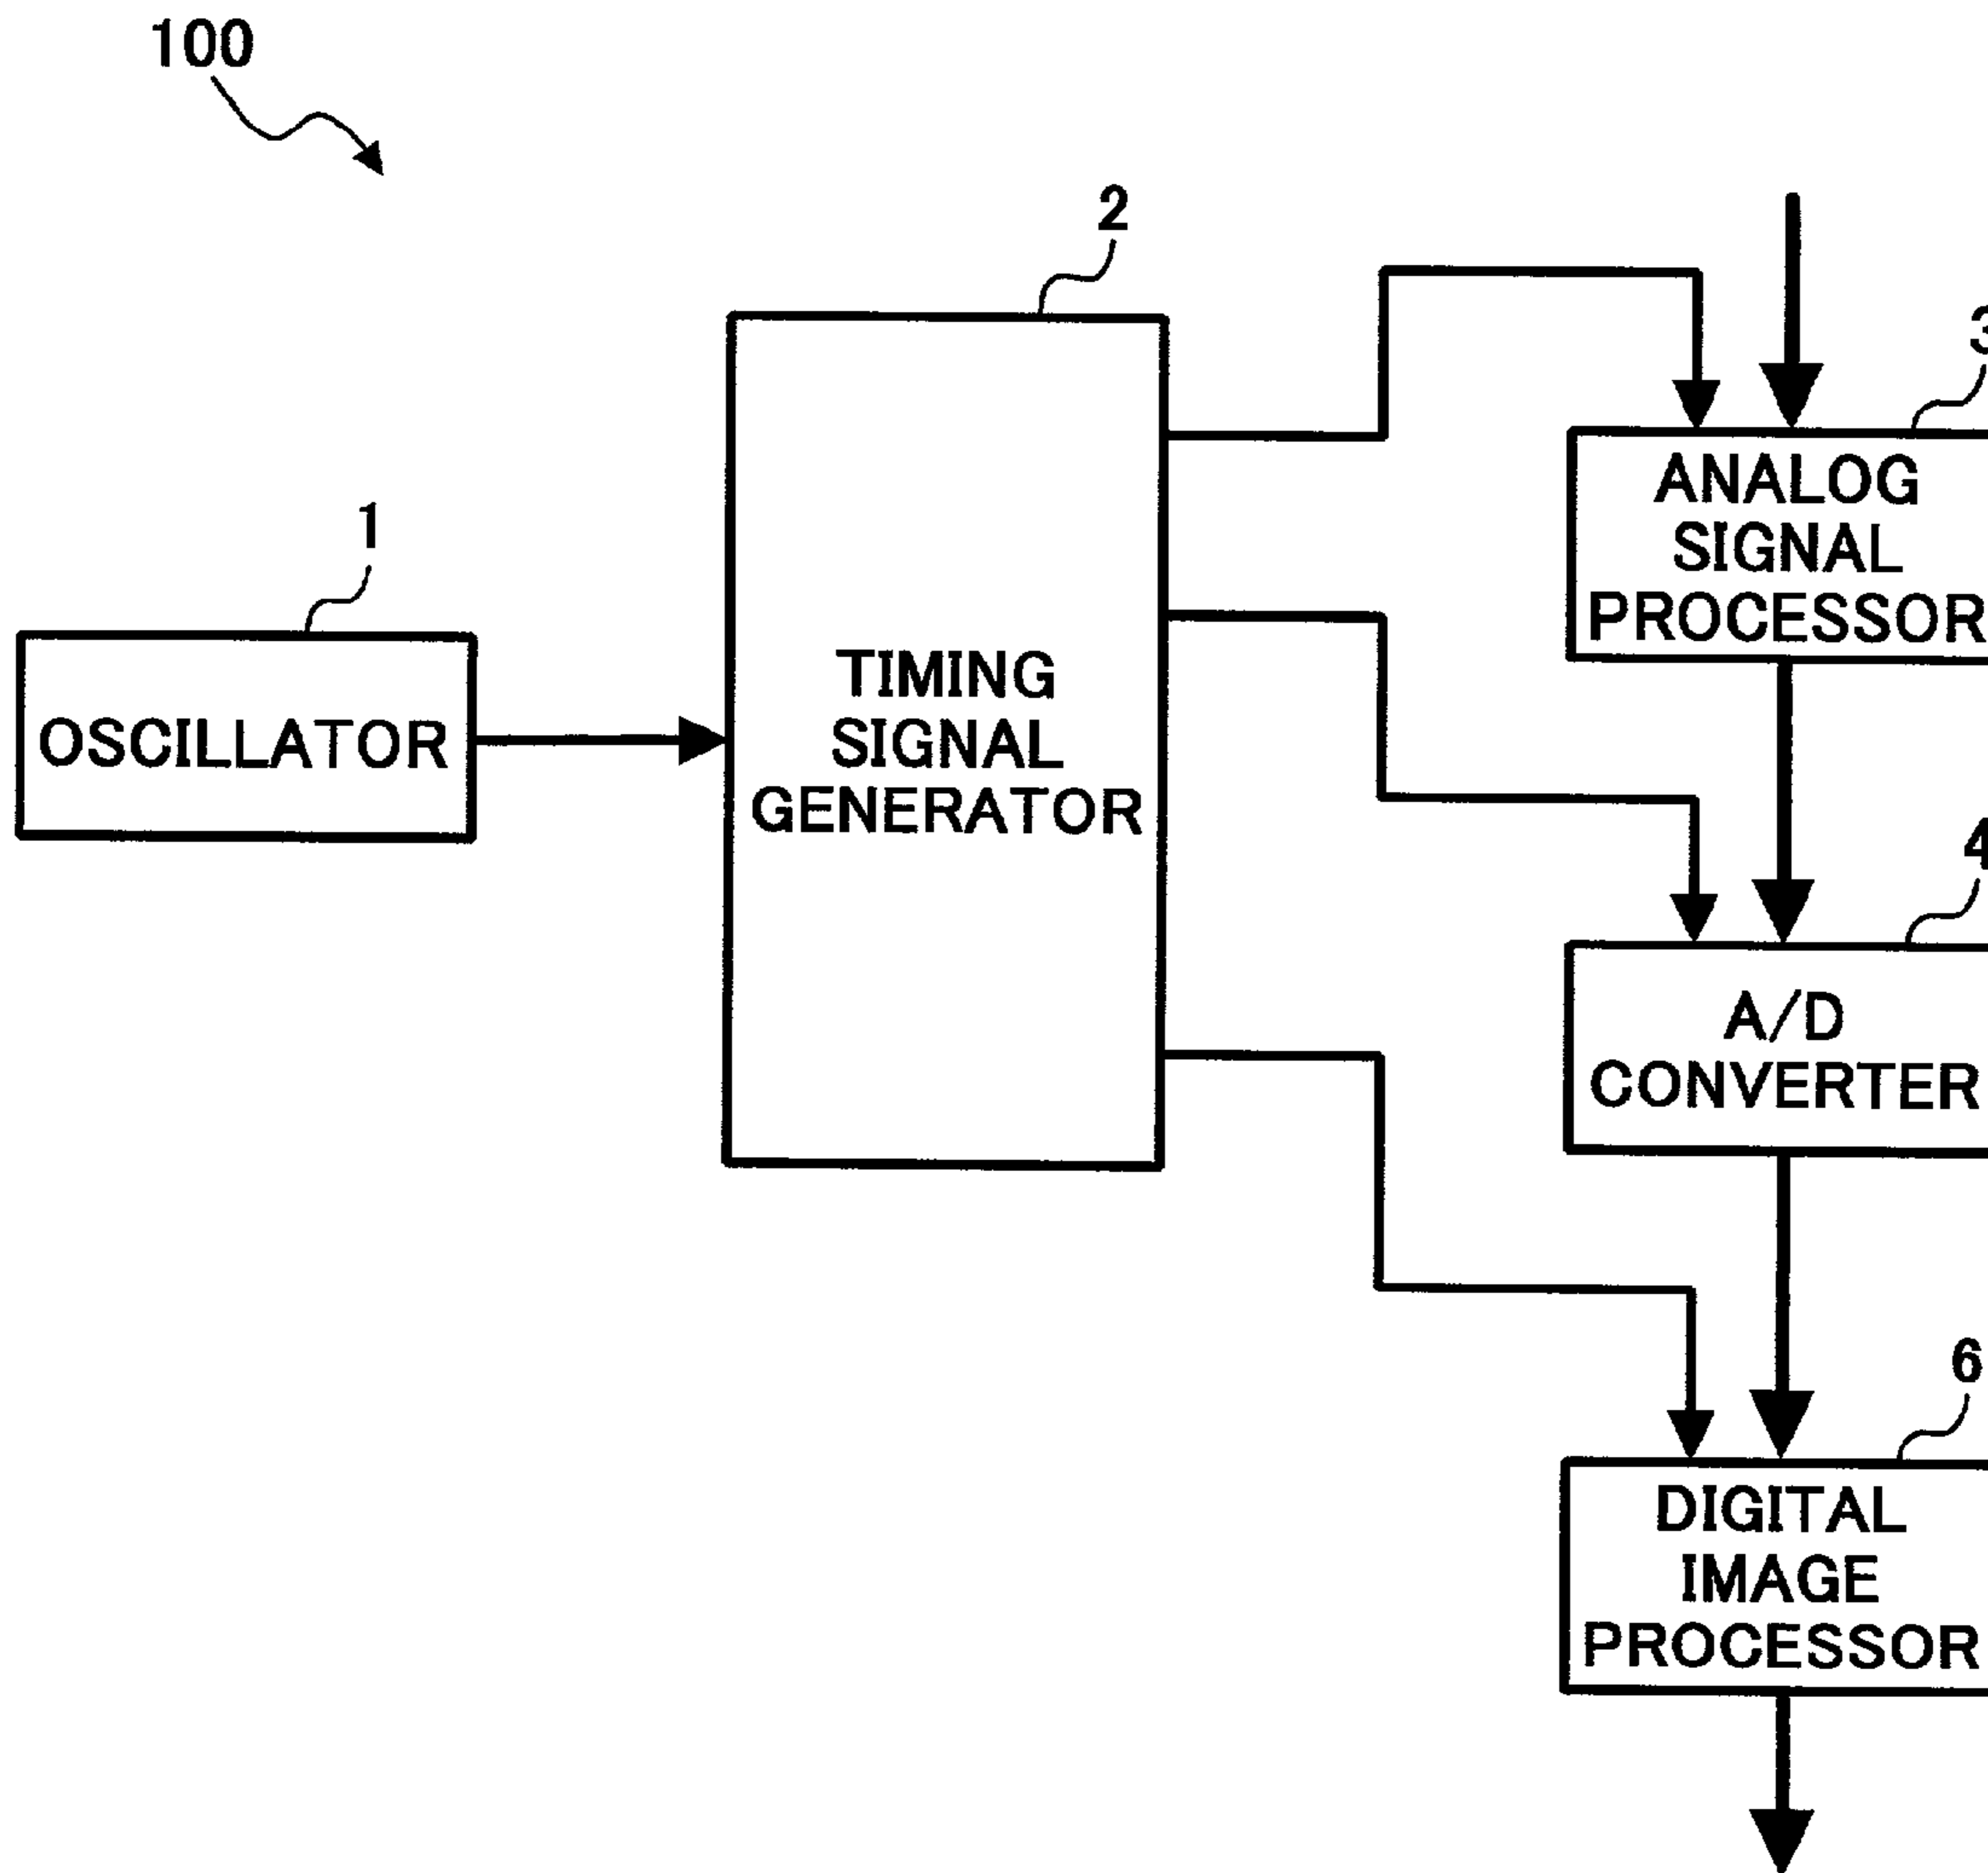 100
2
3
ANALOG
SIGNAL
PROCESSOR
1
OSCILLATOR
TIMING
SIGNAL
GENERATOR
4
A/D
CONVERTER
6
DIGITAL
IMAGE
PROCESSOR